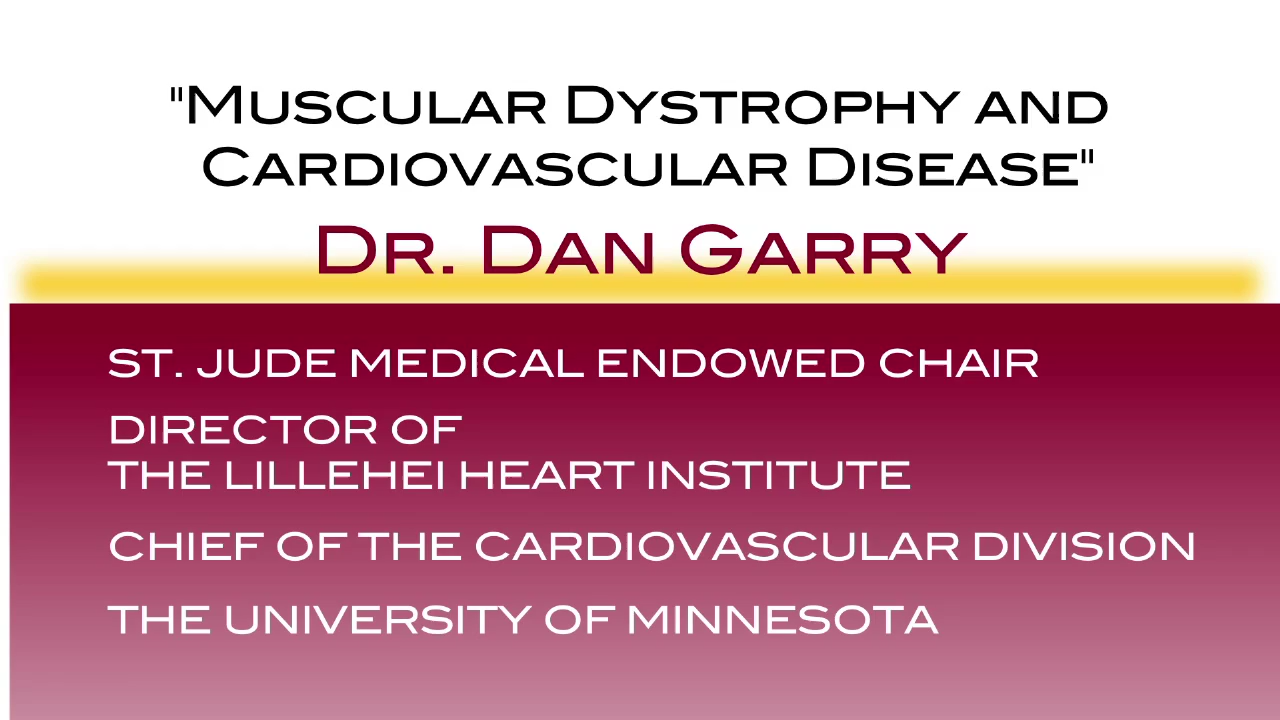 "Muscular Dystrophy and
Cardiovascular Disease"
Dr. Dan Garry
ST. JUDE MEDICAL ENDOWED CHAIR
DIRECTOR OF
THE LILLEHEI HEART INSTITUTE
CHIEF OF THE CARDIOVASCULAR DIVISION
THE UNIVERSITY OF MINNESOTA